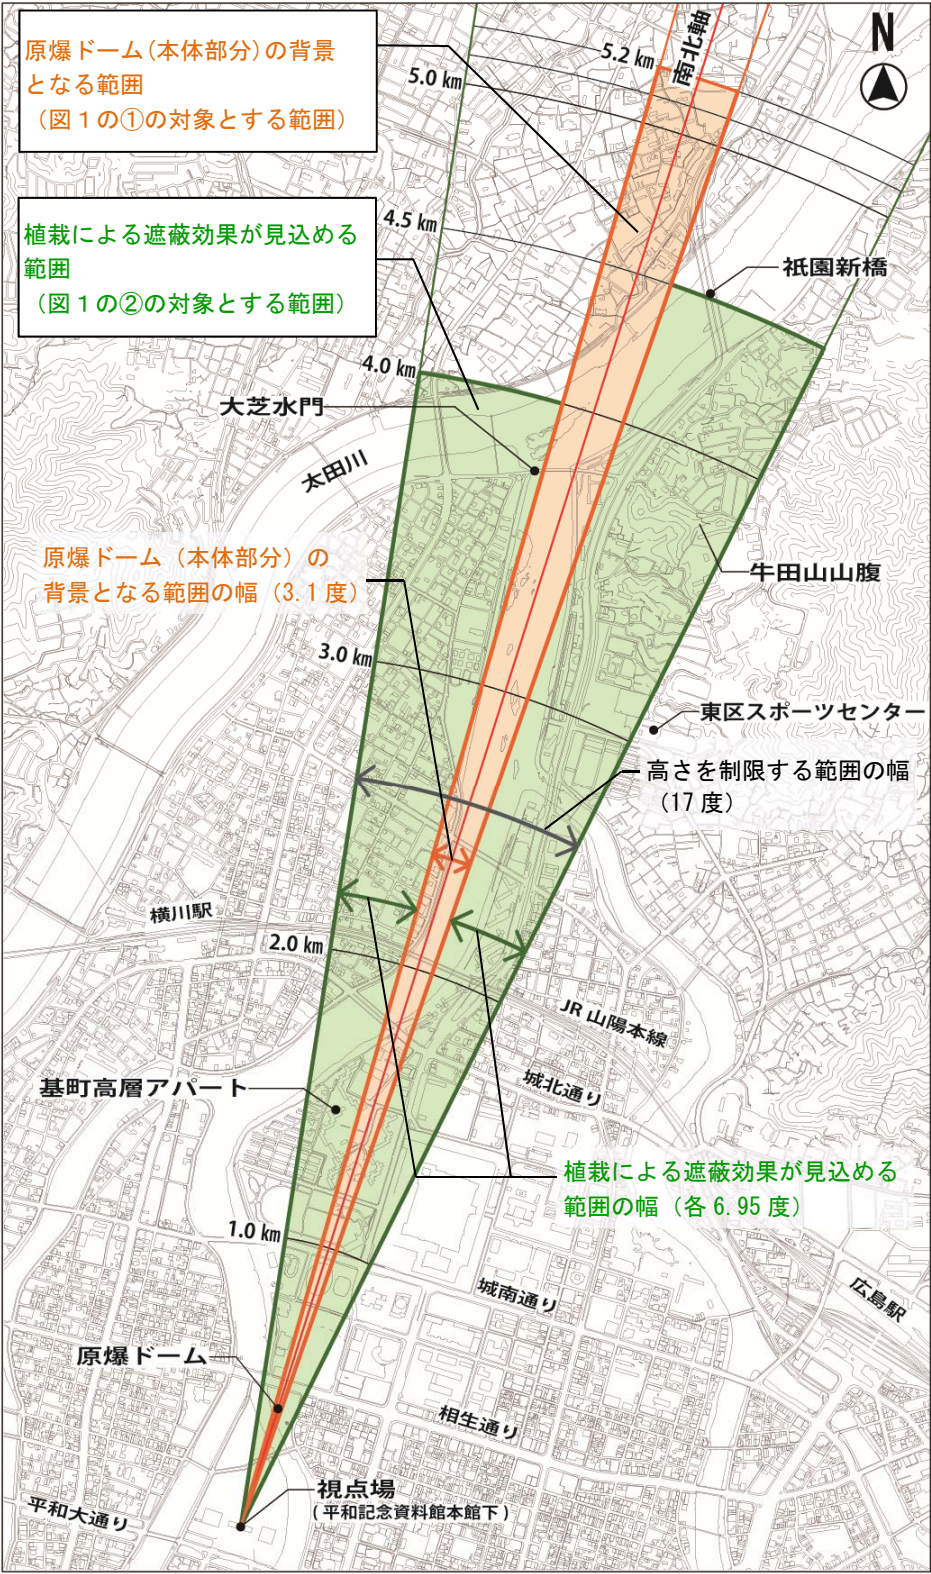 原爆ドーム(本体部分)の背景
となる範囲
(図1の①の対象とする範囲)
植栽による遮蔽効果が見込める
範囲
(図1の②の対象とする範囲)
N
南北軸
5.2 km
5.0 km
4.5 km
祇園新橋
4.0 km
大芝水門
太田川
原爆ドーム(本体部分)の
背景となる範囲の幅(3.1度)
牛田山山腹
3.0 km
東区スポーツセンター
高さを制限する範囲の幅
(17度)
横川駅
2.0 km
JR山陽本線
城北通り
基町高層アパート
植栽による遮蔽効果が見込める
範囲の幅(各6.95度)
1.0 km
城南通り
広島駅
原爆ドーム
相生通り
視点場
(平和記念資料館本館下)
平和大通り